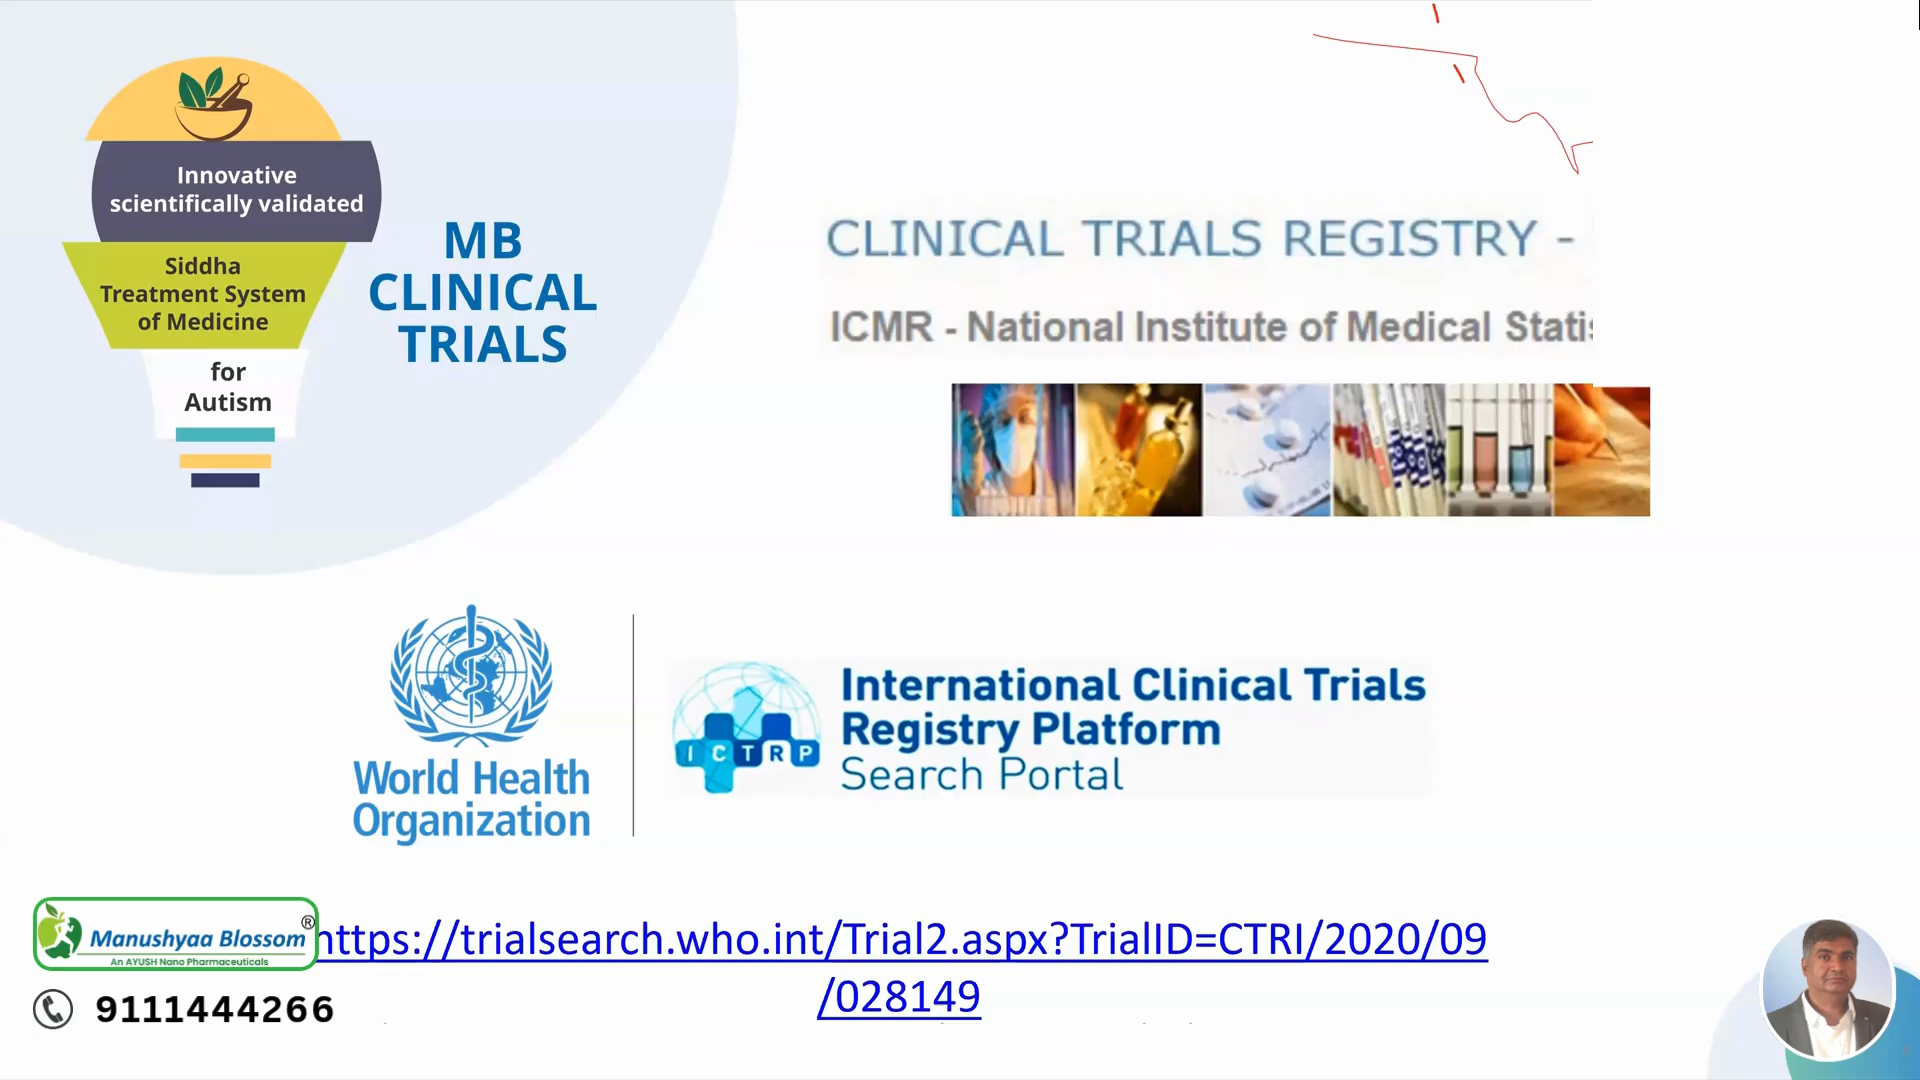 Innovative
scientifically validated
Siddha
Treatment System
of Medicine
for
Autism
MB
CLINICAL
TRIALS
CLINICAL TRIALS REGISTRY -
ICMR - National Institute of Medical
World Health
Organization
ICTRP
International Clinical Trials
Registry Platform
Search Portal
Manushyaa Blossom®
An AYUSH Nano Pharmaceuticals
https://trialsearch.who.int/Trial2.aspx?TrialID=CTRI/2020/09
/028149
9111444266